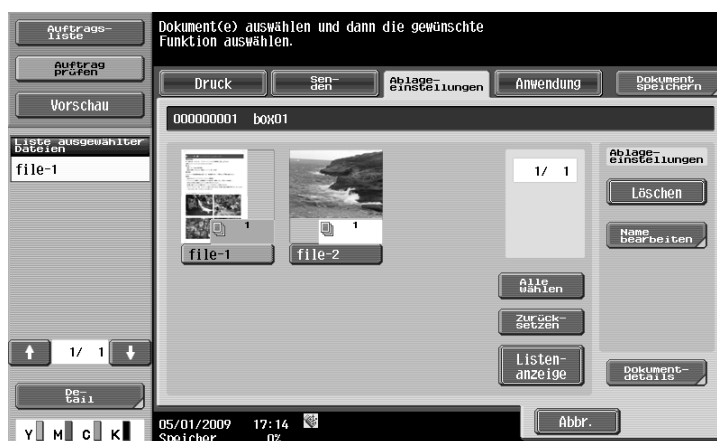 Auftrags-
liste
Auftrag
prüfen
Vorschau
Liste ausgewählter
Dateien
file-1
1/ 1
De-
tail
Y M C K
Dokument(e) auswählen und dann die gewünschte
Funktion auswählen.
Druck
Sen-
den
Ablage-
einstellungen
Anwendung
Dokument
speichern
000000001 box01
1
file-1
1
file-2
1/ 1
Alle
wählen
Zurück-
setzen
Listen-
anzeige
Ablage-
einstellungen
Löschen
Name
bearbeiten
Dokument-
details
05/01/2009 17:14
Speicher 0%
Abbr.